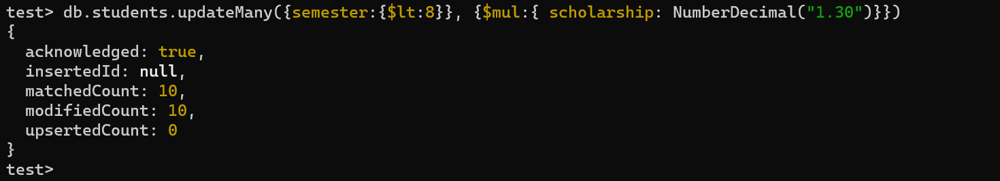 test> db.students.updateMany({semester:{$lt:8}}, {$mul:{ scholarship: NumberDecimal("1.30")}})
{
  acknowledged: true,
  insertedId: null,
  matchedCount: 10,
  modifiedCount: 10,
  upsertedCount: 0
}
test>